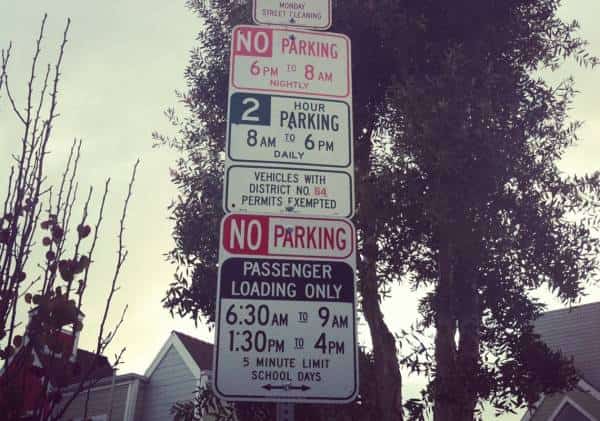 MONDAY
STREET CLEANING
NO PARKING
6 PM TO 8 AM
NIGHTLY
2 HOUR
PARKING
8 AM TO 6 PM
DAILY
VEHICLES WITH
DISTRICT NO. 84
PERMITS EXEMPTED
NO PARKING
PASSENGER
LOADING ONLY
6:30 AM TO 9 AM
1:30 PM TO 4 PM
5 MINUTE LIMIT
SCHOOL DAYS